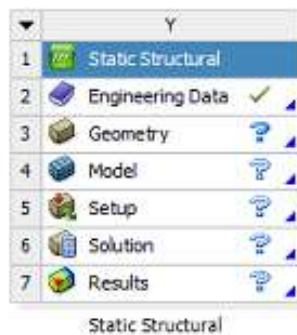 Y
1 Static Structural
2 Engineering Data
3 Geometry ?
4 Model ?
5 Setup ?
6 Solution ?
7 Results ?
Static Structural